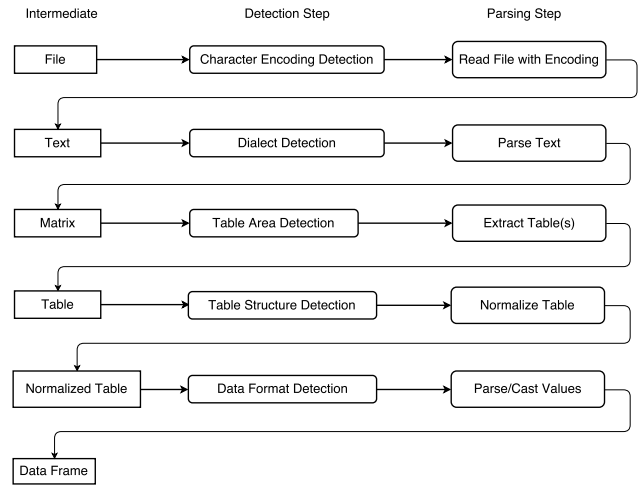 Intermediate Detection Step Parsing Step
File Character Encoding Detection Read File with Encoding
Text Dialect Detection Parse Text
Matrix Table Area Detection Extract Table(s)
Table Table Structure Detection Normalize Table
Normalized Table Data Format Detection Parse/Cast Values
Data Frame